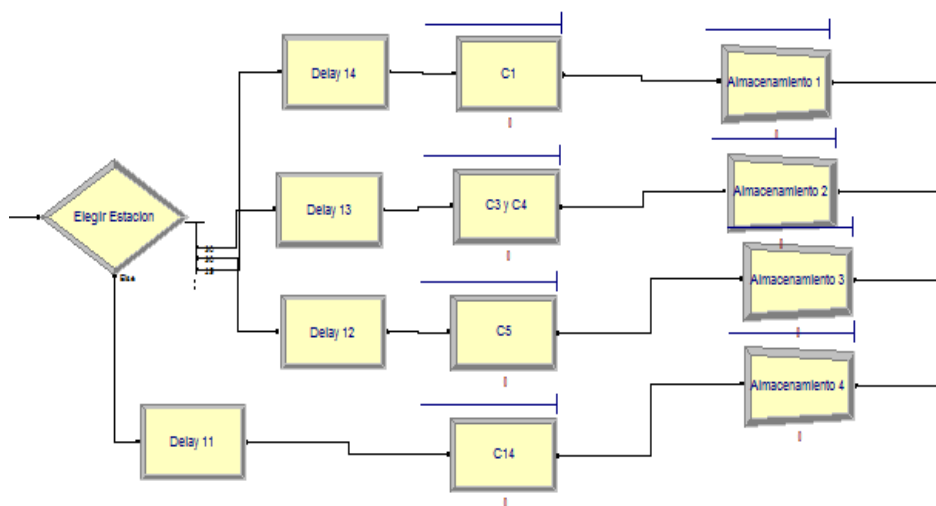 Delay 14
C1
Almacenamiento 1
Elegir Estacion
Delay 13
C3 y C4
Almacenamiento 2
Else
Delay 12
C5
Almacenamiento 3
Delay 11
C14
Almacenamiento 4